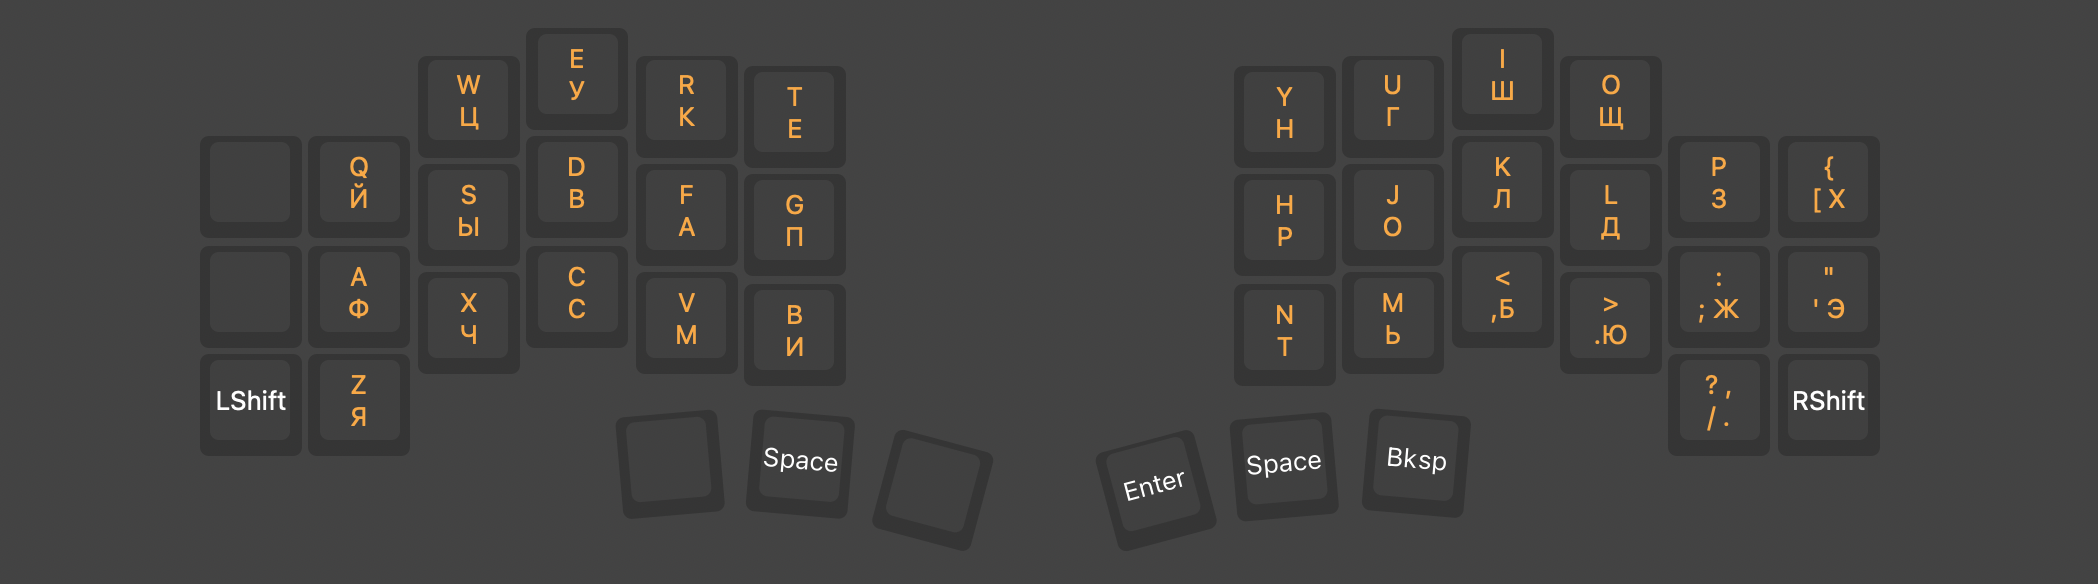 Q
Й
W
Ц
E
У
R
К
T
Е
Y
Н
U
Г
I
Ш
O
Щ
P
З
{
[ Х
A
Ф
S
Ы
D
В
F
А
G
П
H
Р
J
О
K
Л
L
Д
:
; Ж
"
' Э
LShift
Z
Я
X
Ч
C
С
V
М
B
И
N
Т
M
Ь
<
,Б
>
.Ю
? ,
/ .
RShift
Space
Enter
Space
Bksp